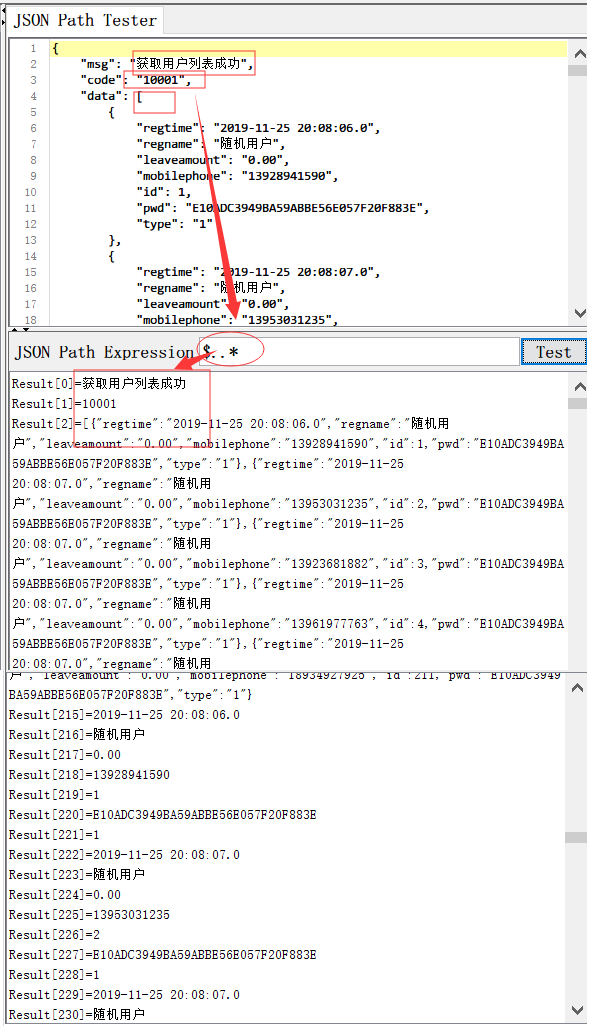 JSON Path Tester
1 {
2 "msg": "获取用户列表成功",
3 "code": "10001",
4 "data": [
5 {
6 "regtime": "2019-11-25 20:08:06.0",
7 "regname": "随机用户",
8 "leaveamount": "0.00",
9 "mobilephone": "13928941590",
10 "id": 1,
11 "pwd": "E10ADC3949BA59ABBE56E057F20F883E",
12 "type": "1"
13 },
14 {
15 "regtime": "2019-11-25 20:08:07.0",
16 "regname": "随机用户",
17 "leaveamount": "0.00",
18 "mobilephone": "13953031235",
JSON Path Expression $..* Test
Result[0]=获取用户列表成功
Result[1]=10001
Result[2]=[{"regtime":"2019-11-25 20:08:06.0","regname":"随机用
户","leaveamount":"0.00","mobilephone":"13928941590","id":1,"pwd":"E10ADC3949BA
59ABBE56E057F20F883E","type":"1"},{"regtime":"2019-11-25
20:08:07.0","regname":"随机用
户","leaveamount":"0.00","mobilephone":"13953031235","id":2,"pwd":"E10ADC3949BA
59ABBE56E057F20F883E","type":"1"},{"regtime":"2019-11-25
20:08:07.0","regname":"随机用
户","leaveamount":"0.00","mobilephone":"13923681882","id":3,"pwd":"E10ADC3949BA
59ABBE56E057F20F883E","type":"1"},{"regtime":"2019-11-25
20:08:07.0","regname":"随机用
户","leaveamount":"0.00","mobilephone":"13961977763","id":4,"pwd":"E10ADC3949BA
59ABBE56E057F20F883E","type":"1"},{"regtime":"2019-11-25
20:08:07.0","regname":"随机用
户","leaveamount":"0.00","mobilephone":"18934927925","id":211,"pwd":"E10ADC3949
BA59ABBE56E057F20F883E","type":"1"}
Result[215]=2019-11-25 20:08:06.0
Result[216]=随机用户
Result[217]=0.00
Result[218]=13928941590
Result[219]=1
Result[220]=E10ADC3949BA59ABBE56E057F20F883E
Result[221]=1
Result[222]=2019-11-25 20:08:07.0
Result[223]=随机用户
Result[224]=0.00
Result[225]=13953031235
Result[226]=2
Result[227]=E10ADC3949BA59ABBE56E057F20F883E
Result[228]=1
Result[229]=2019-11-25 20:08:07.0
Result[230]=随机用户